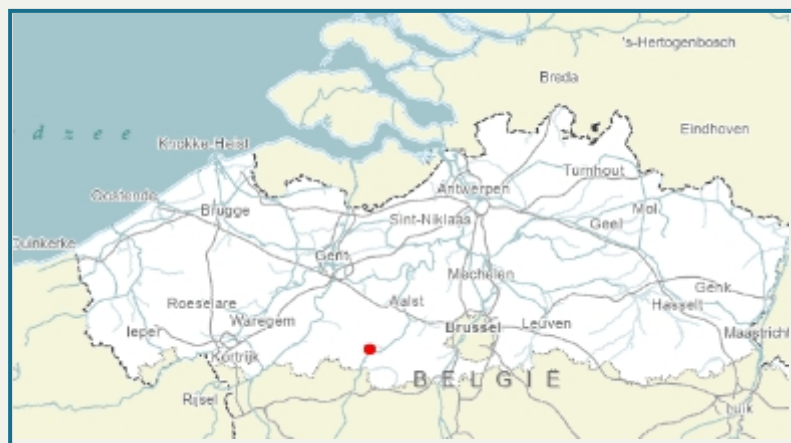 's-Hertogenbosch
Breda
Eindhoven
d z e e
Knokke-Heist
Turnhout
Antwerpen
Oostende
Mol
Brugge
Sint-Niklaas
Geel
Duinkerke
Gent
Mechelen
Genk
Roeselare
Aalst
Hasselt
Waregem
Ieper
Brussel
Leuven
Maastricht
Kortrijk
BELGIË
Rijsel
Luik